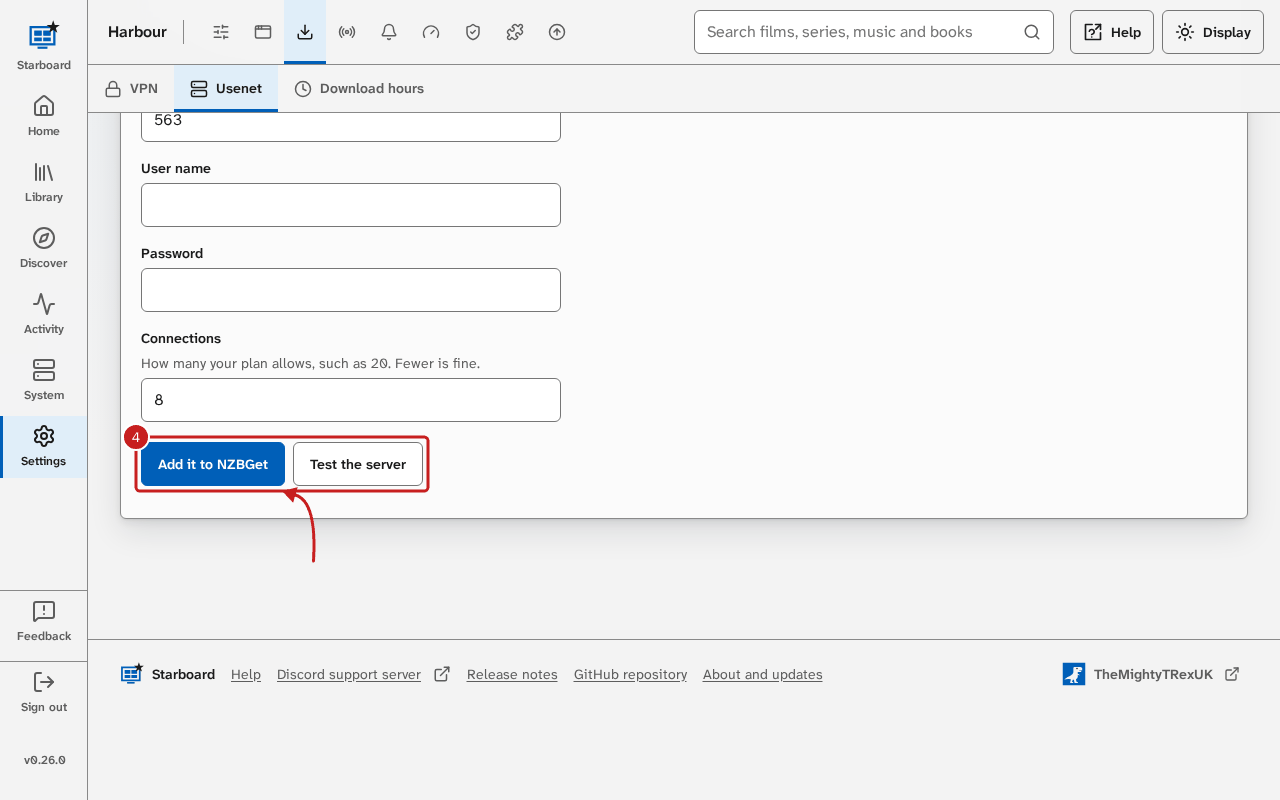 Starboard
Home
Library
Discover
Activity
System
Settings
Feedback
Sign out
v0.26.0
Harbour
Search films, series, music and books
Help
Display
VPN
Usenet
Download hours
563
User name
Password
Connections
How many your plan allows, such as 20. Fewer is fine.
8
4
Add it to NZBGet
Test the server
Starboard
Help
Discord support server
Release notes
GitHub repository
About and updates
TheMightyTRexUK